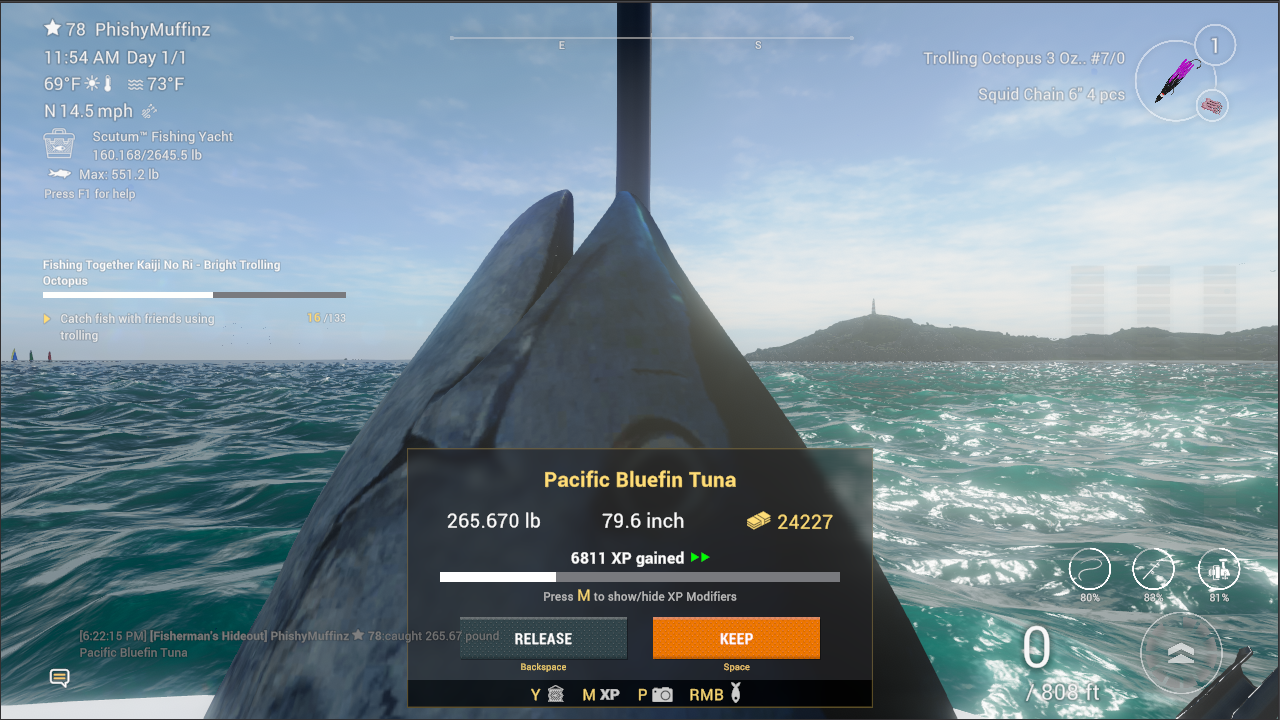 78 PhishyMuffinz
11:54 AM Day 1/1
69°F 73°F
N 14.5 mph
Scutum™ Fishing Yacht
160.168/2645.5 lb
Max: 551.2 lb
Press F1 for help
E S
Trolling Octopus 3 Oz.. #7/0
1
Squid Chain 6" 4 pcs
Fishing Together Kaiji No Ri - Bright Trolling
Octopus
Catch fish with friends using 16 /133
trolling
Pacific Bluefin Tuna
265.670 lb 79.6 inch 24227
6811 XP gained
Press M to show/hide XP Modifiers
RELEASE KEEP
Backspace Space
Y M XP P RMB
[6:22:15 PM] [Fisherman's Hideout] PhishyMuffinz 78 caught 265.67 pound
Pacific Bluefin Tuna
80% 88% 81%
0
/ 808 ft